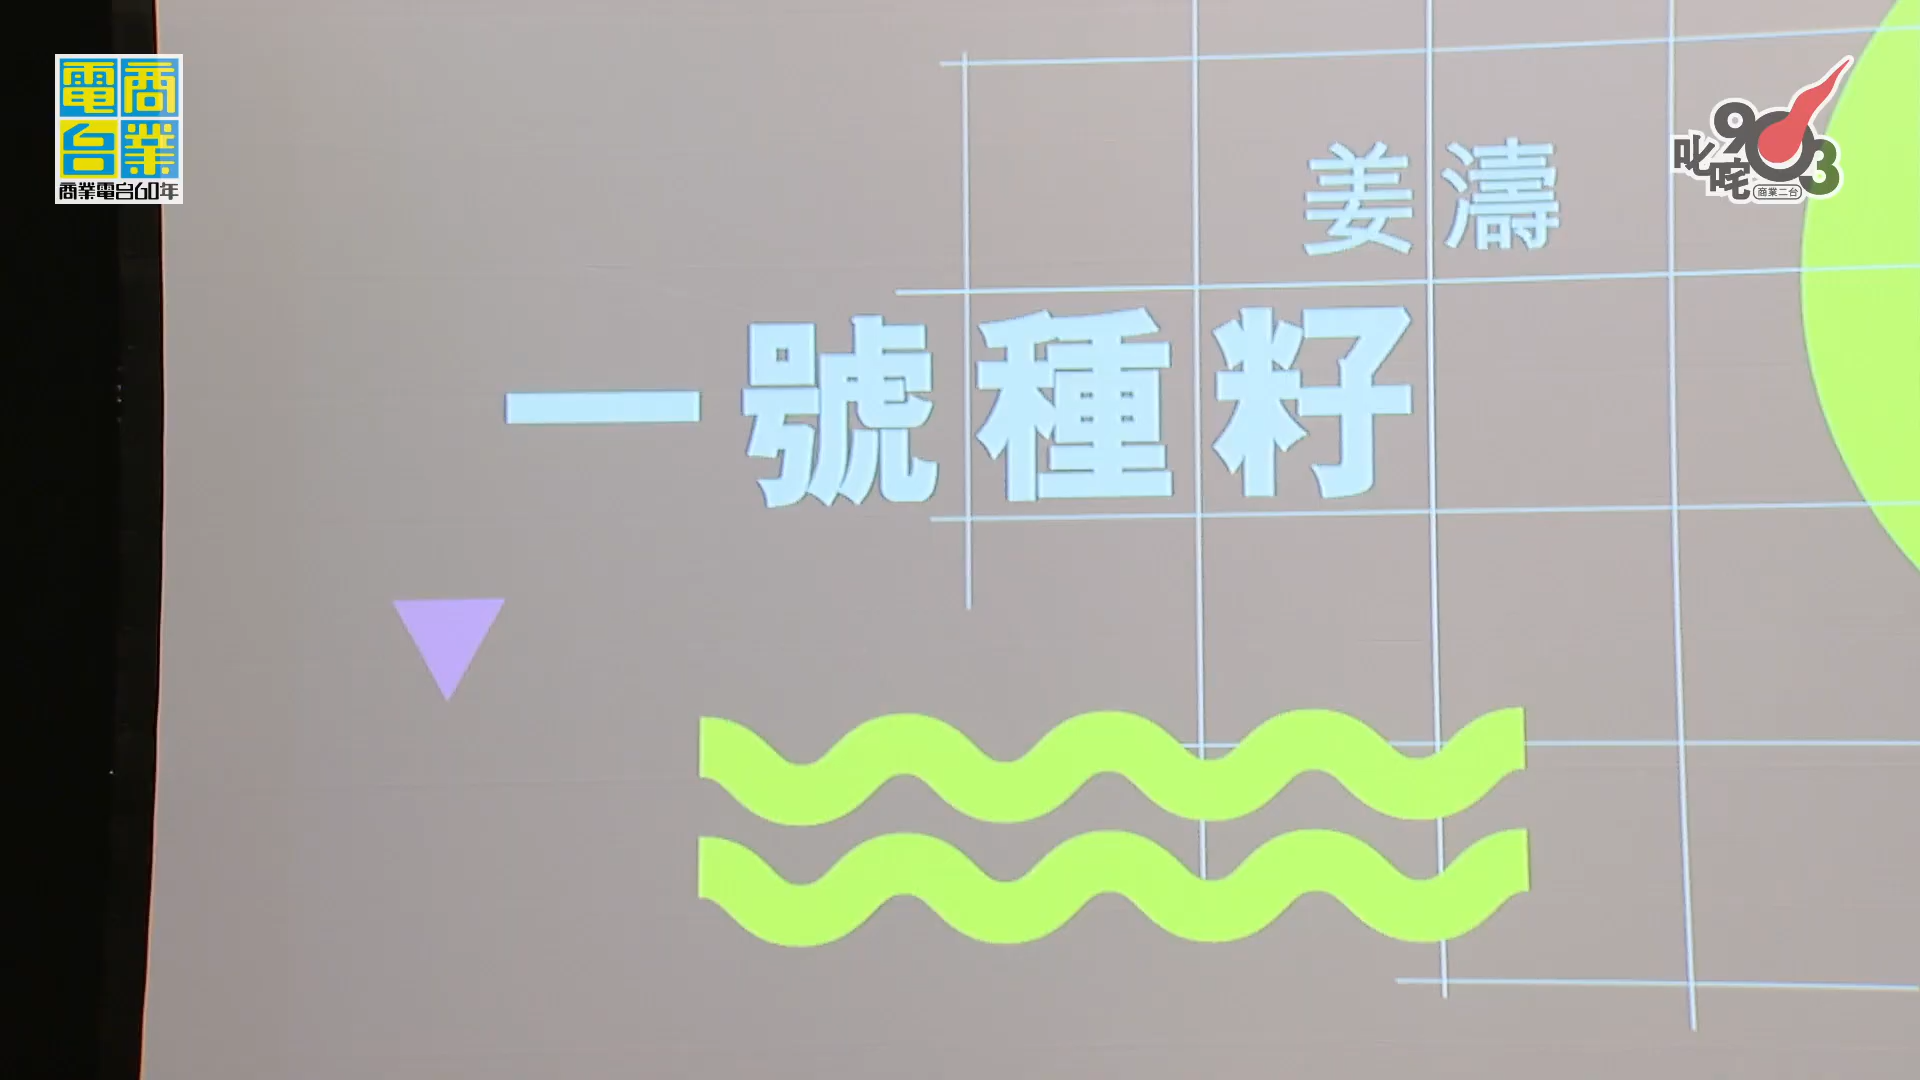 電商
台業
商業電台60年
叱咤903
商業二台
姜濤
一號種籽